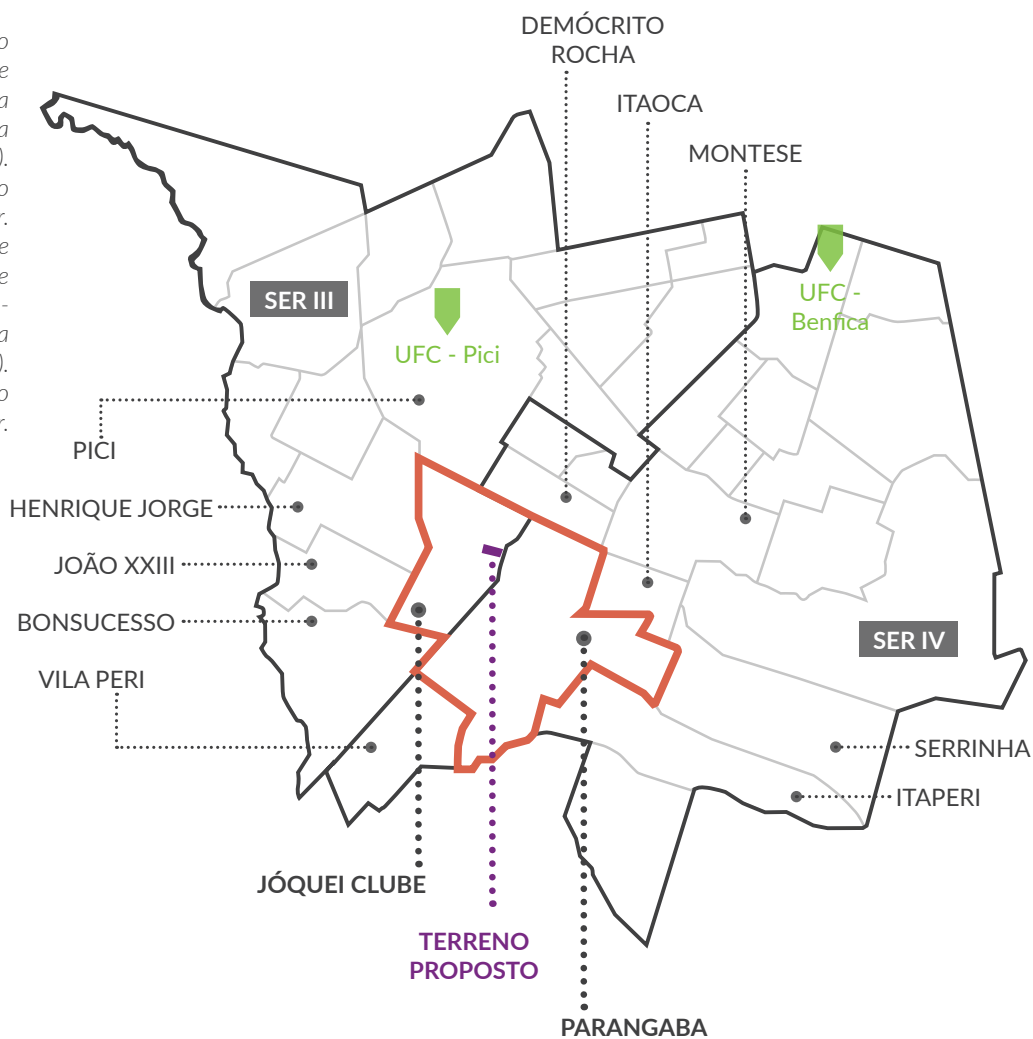 o
e
a
a
).
o
r.
e
e
-
a
).
o
r.
DEMÓCRITO
ROCHA
ITAOCA
MONTESE
SER III
UFC - Pici
UFC -
Benfica
PICI
HENRIQUE JORGE
JOÃO XXIII
BONSUCESSO
VILA PERI
SER IV
SERRINHA
ITAPERI
JÓQUEI CLUBE
TERRENO
PROPOSTO
PARANGABA